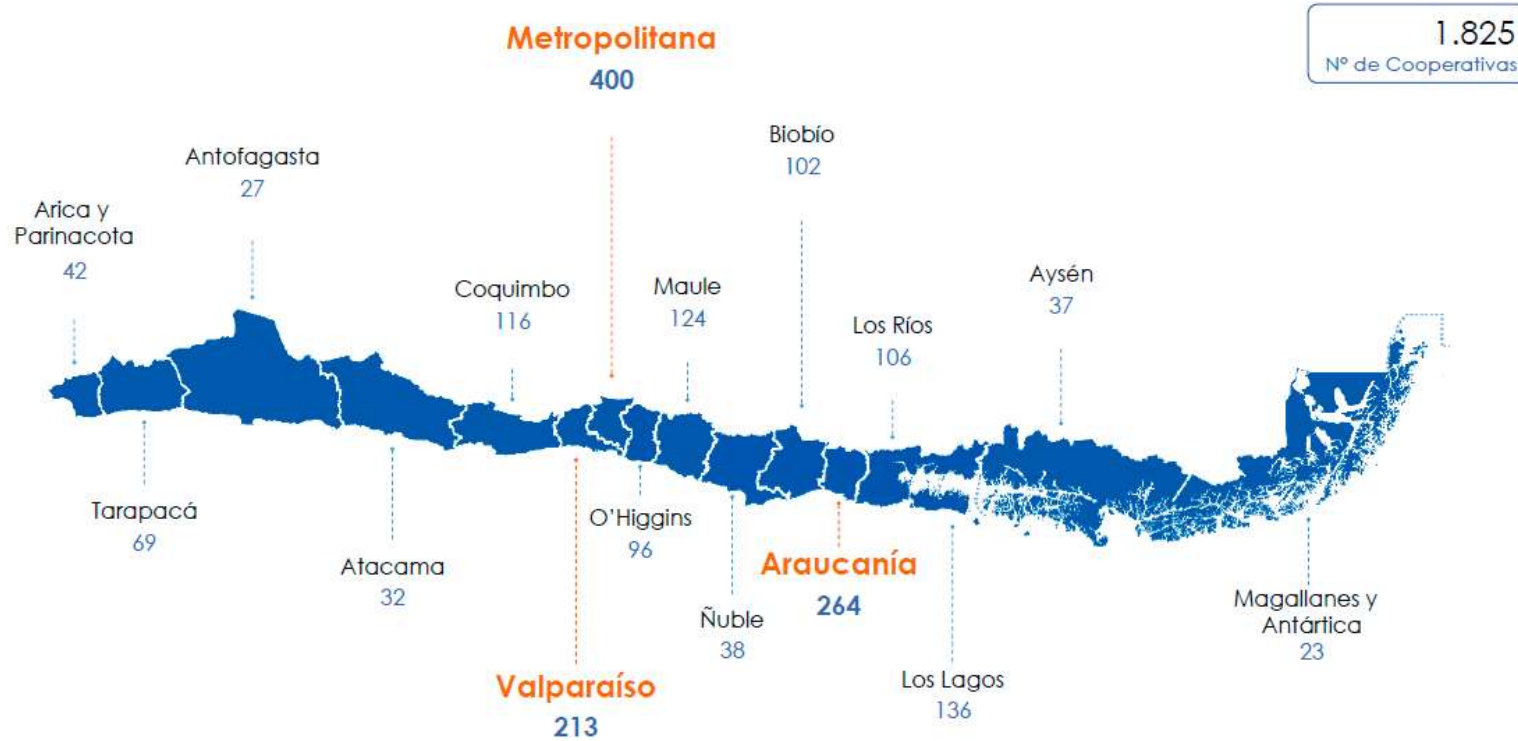 Metropolitana
400
1.825
N° de Cooperativas
Biobío
102
Antofagasta
27
Arica y
Parinacota
42
Coquimbo
116
Maule
124
Aysén
37
Los Ríos
106
Tarapacá
69
Atacama
32
O'Higgins
96
Araucanía
264
Ñuble
38
Magallanes y
Antártica
23
Valparaíso
213
Los Lagos
136